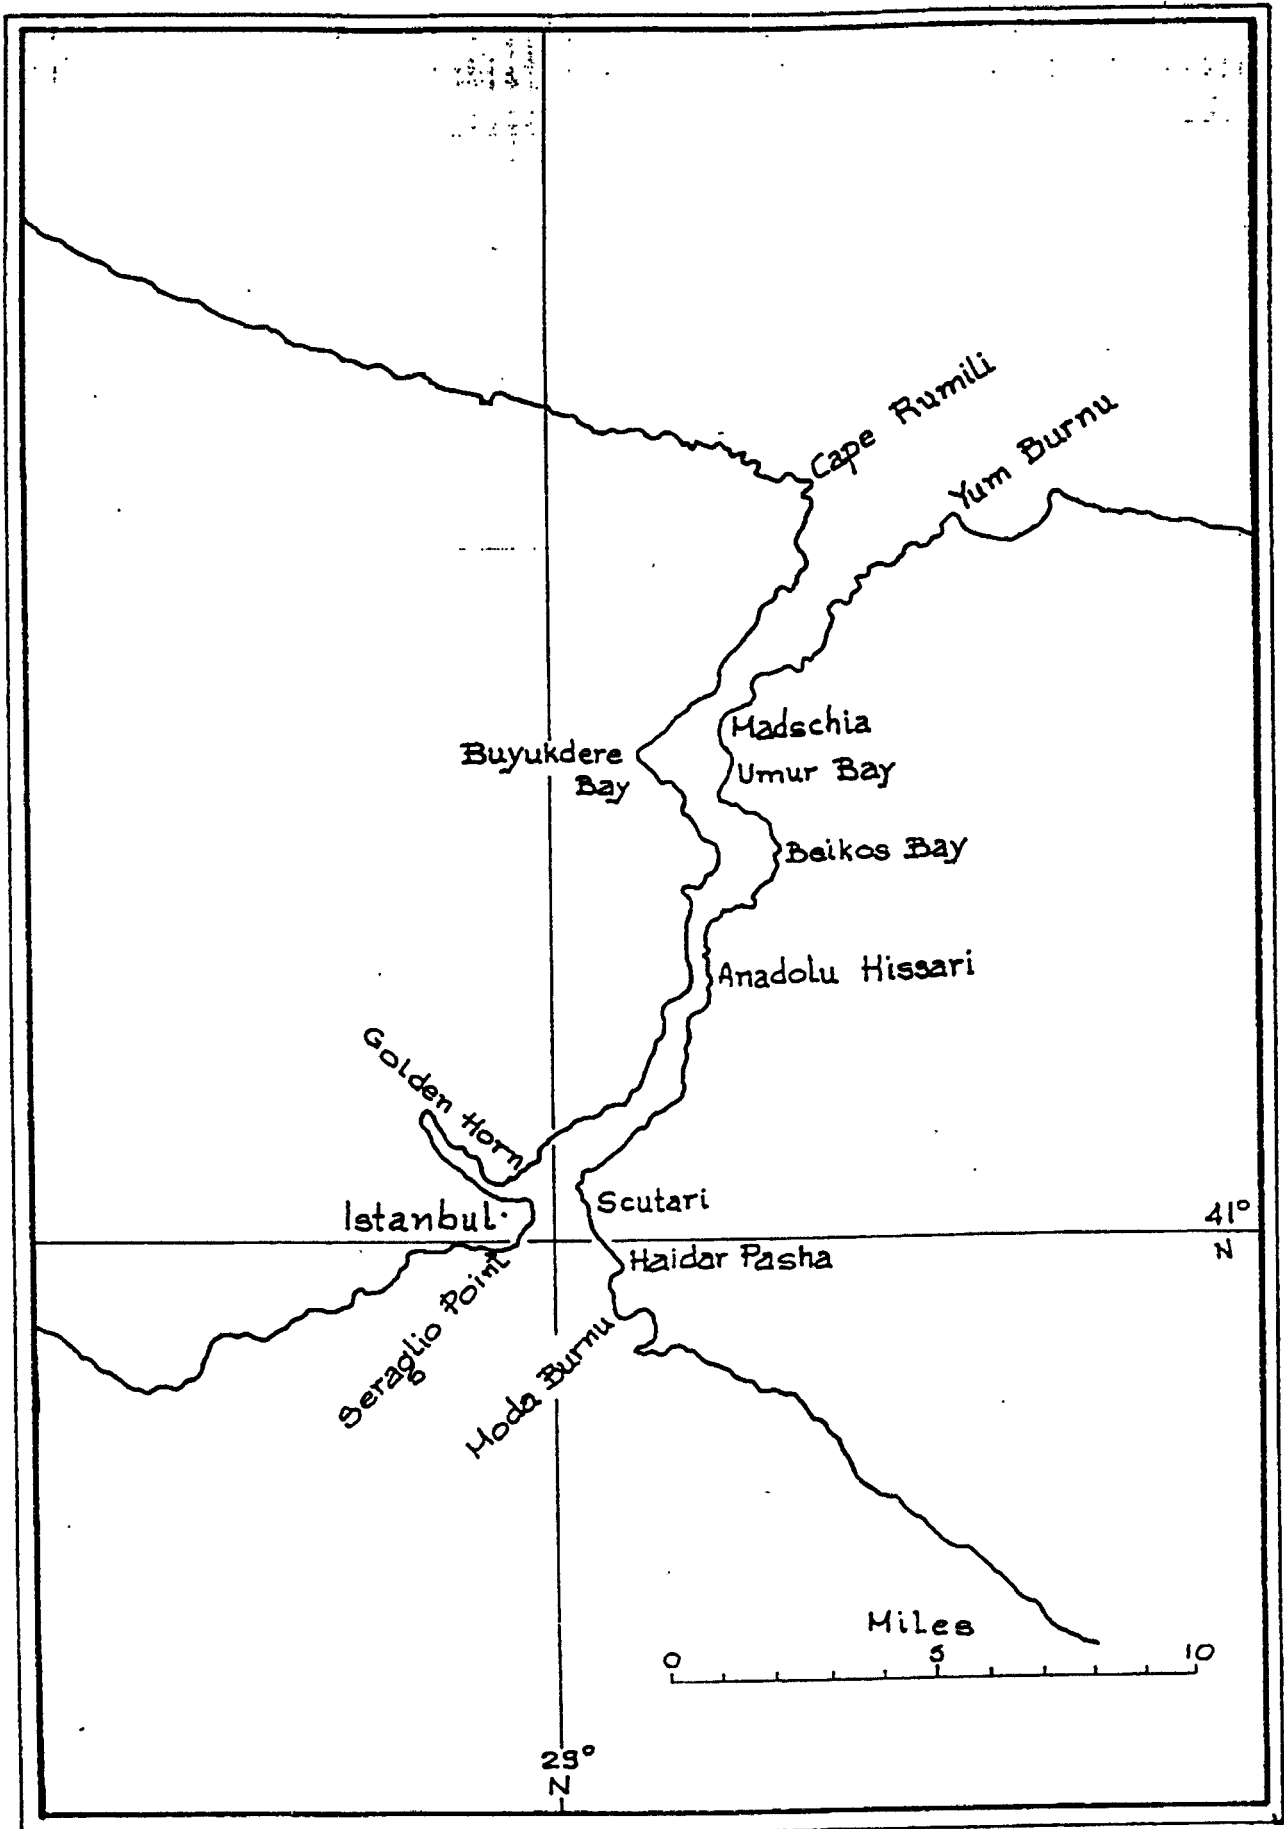 Cape Rumili
Yum Burnu
Madschia
Buyukdere
Bay
Umur Bay
Beikos Bay
Anadolu Hissari
Golden Horn
Istanbul
Scutari
41°
N
Haidar Pasha
Seraglio Point
Moda Burnu
Miles
0 5 10
29°
N